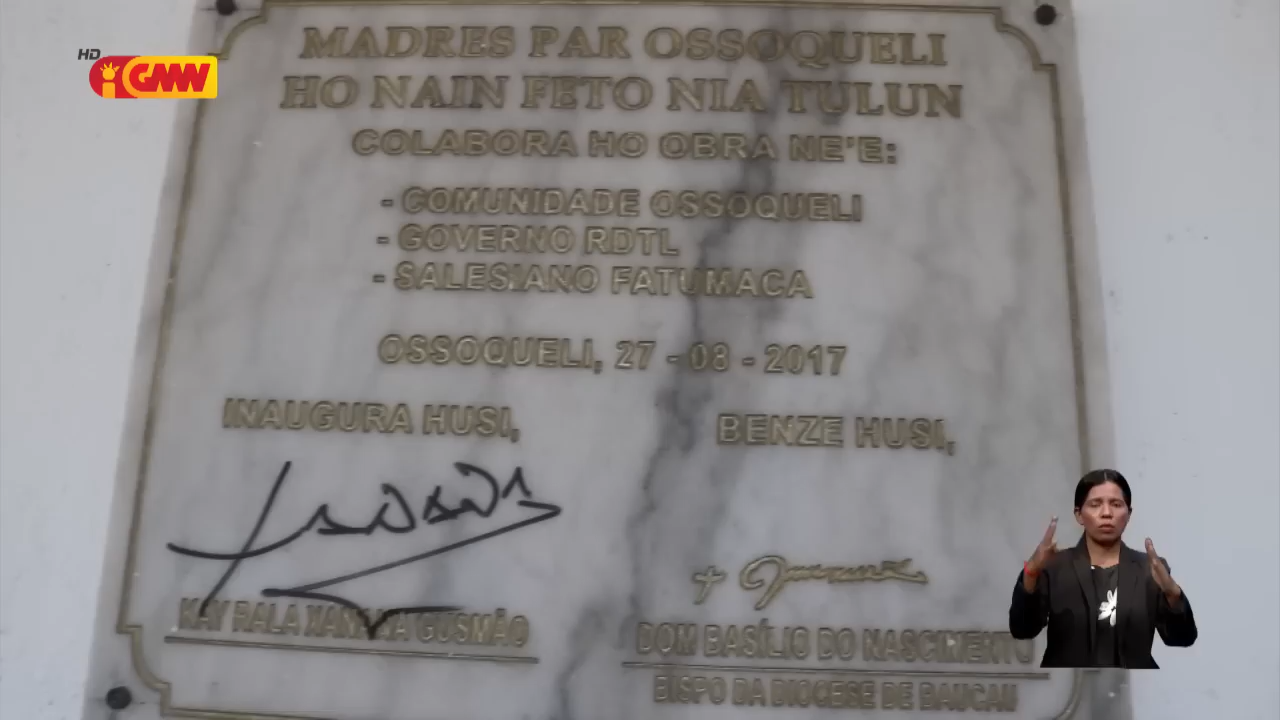 HD
GMW
MADRES PAR OSSOQUELI
HO NAIN FETO NIA TULUN
COLABORA HO OBRA NE'E:
- COMUNIDADE OSSOQUELI
- GOVERNO RDTL
- SALESIANO FATUMACA
OSSOQUELI, 27 - 08 - 2017
INAUGURA HUSI,
BENZE HUSI,
KAY RALA XANANA GUSMÃO
DOM BASÍLIO DO NASCIMENTO
BISPO DA DIOCESE DE BAUCAU